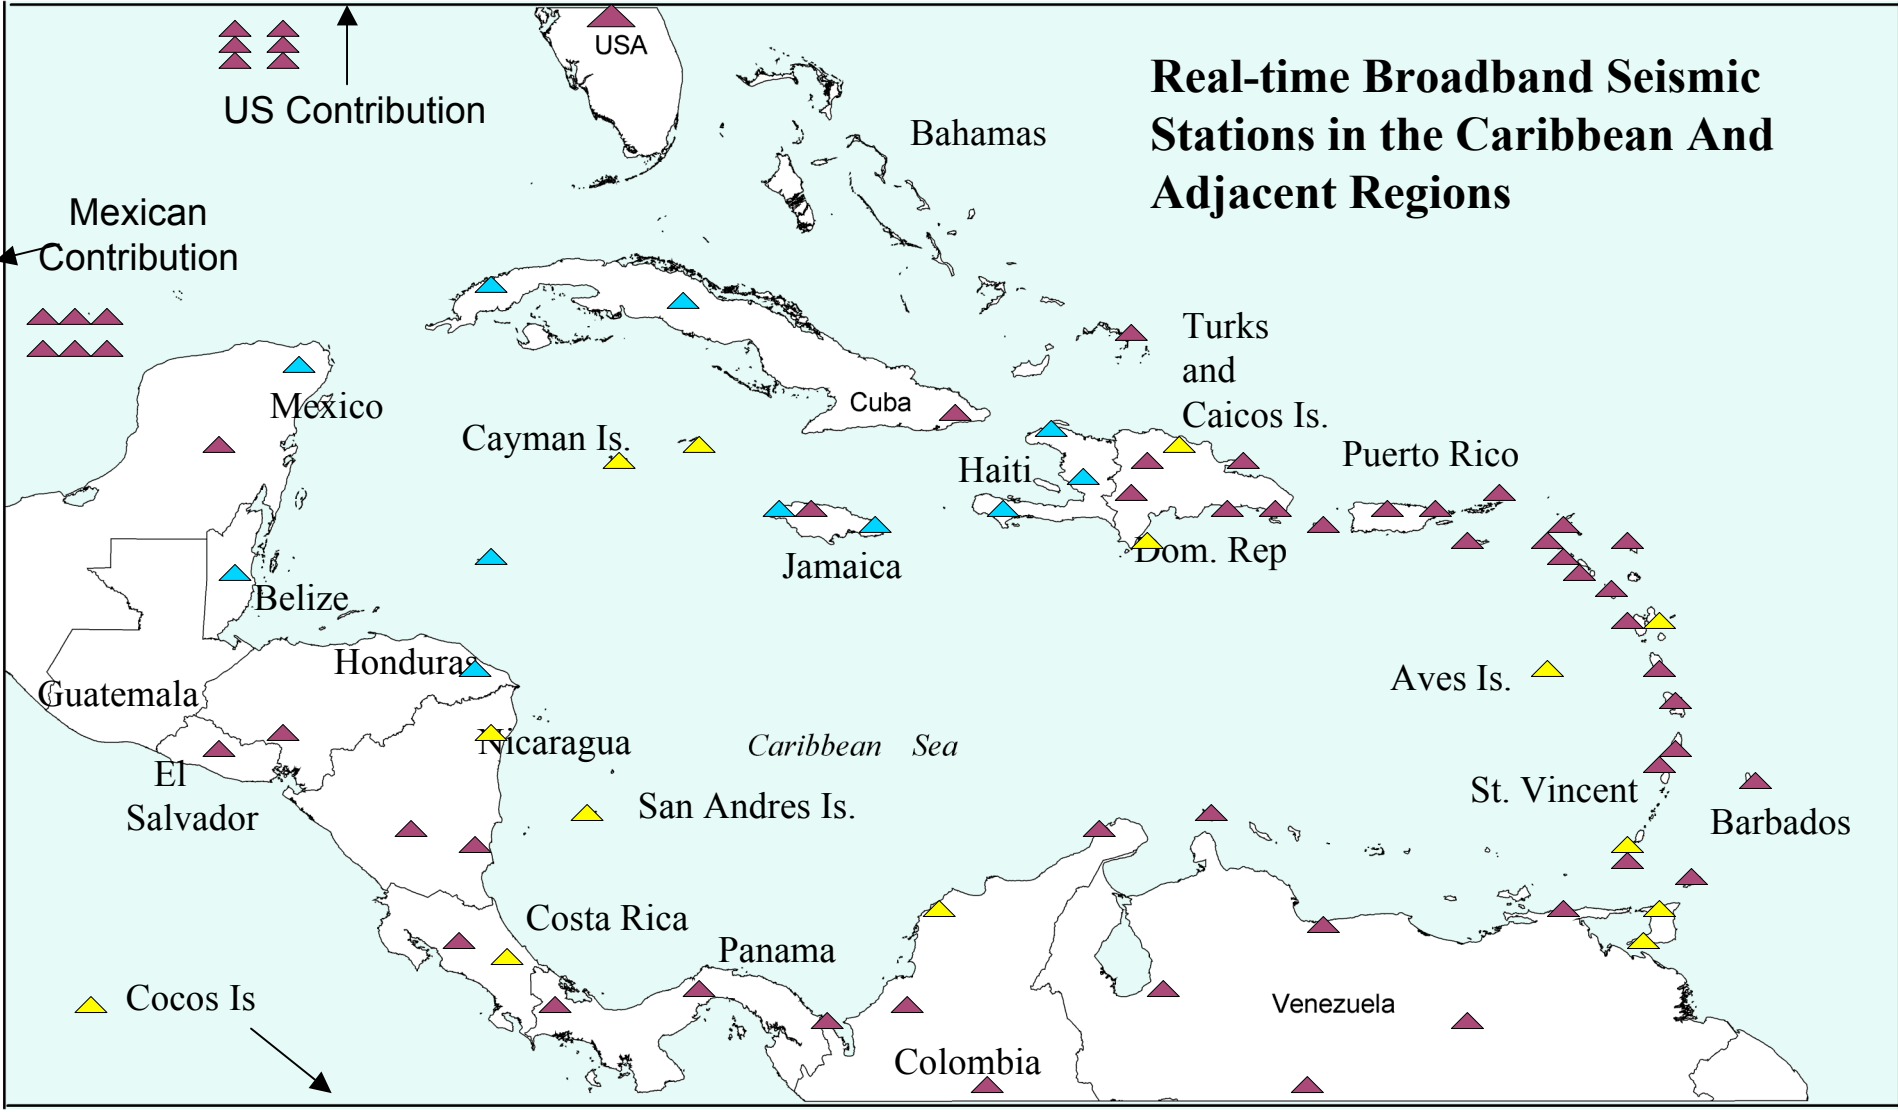 USA
US Contribution
Real-time Broadband Seismic
Stations in the Caribbean And
Adjacent Regions
Bahamas
Mexican
Contribution
Turks
and
Caicos Is.
Mexico
Cuba
Cayman Is.
Haiti
Puerto Rico
Dom. Rep
Jamaica
Belize
Honduras
Guatemala
Aves Is.
Nicaragua
Caribbean Sea
El
Salvador
San Andres Is.
St. Vincent
Barbados
Costa Rica
Panama
Cocos Is
Venezuela
Colombia